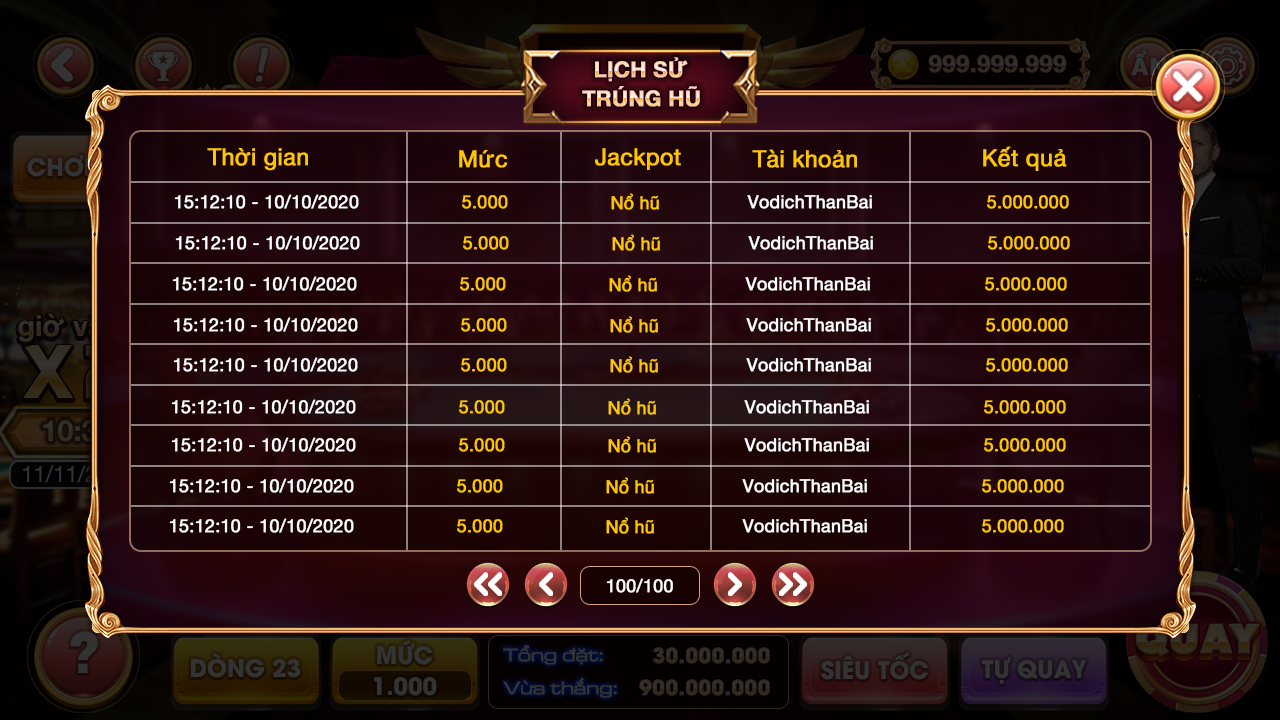 999.999.999
LỊCH SỬ
TRÚNG HŨ
Thời gian Mức Jackpot Tài khoản Kết quả
15:12:10 - 10/10/2020 5.000 Nổ hũ VodichThanBai 5.000.000
15:12:10 - 10/10/2020 5.000 Nổ hũ VodichThanBai 5.000.000
15:12:10 - 10/10/2020 5.000 Nổ hũ VodichThanBai 5.000.000
15:12:10 - 10/10/2020 5.000 Nổ hũ VodichThanBai 5.000.000
15:12:10 - 10/10/2020 5.000 Nổ hũ VodichThanBai 5.000.000
15:12:10 - 10/10/2020 5.000 Nổ hũ VodichThanBai 5.000.000
15:12:10 - 10/10/2020 5.000 Nổ hũ VodichThanBai 5.000.000
15:12:10 - 10/10/2020 5.000 Nổ hũ VodichThanBai 5.000.000
15:12:10 - 10/10/2020 5.000 Nổ hũ VodichThanBai 5.000.000
giờ
100/100
?
DÒNG 23
MỨC
1.000
Tổng đặt: 30.000.000
Vừa thắng: 900.000.000
SIÊU TỐC
TỰ QUAY
QUAY